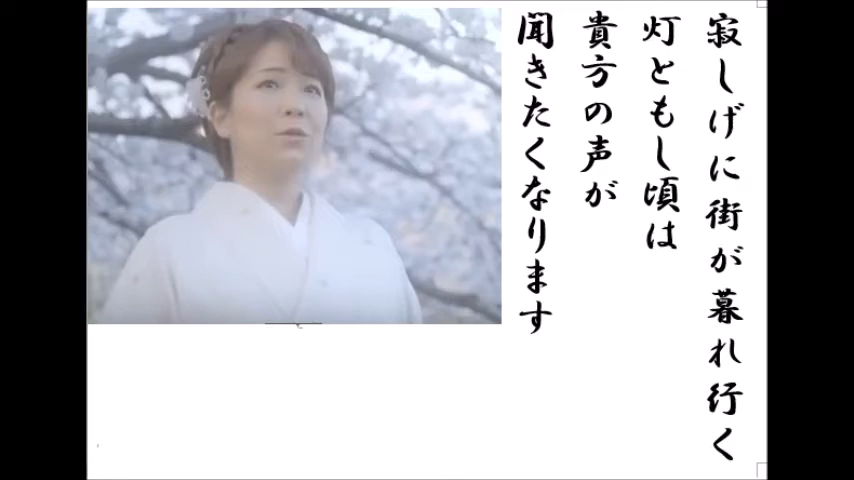 寂しげに街が暮れ行く
灯ともし頃は
貴方の声が
聞きたくなります